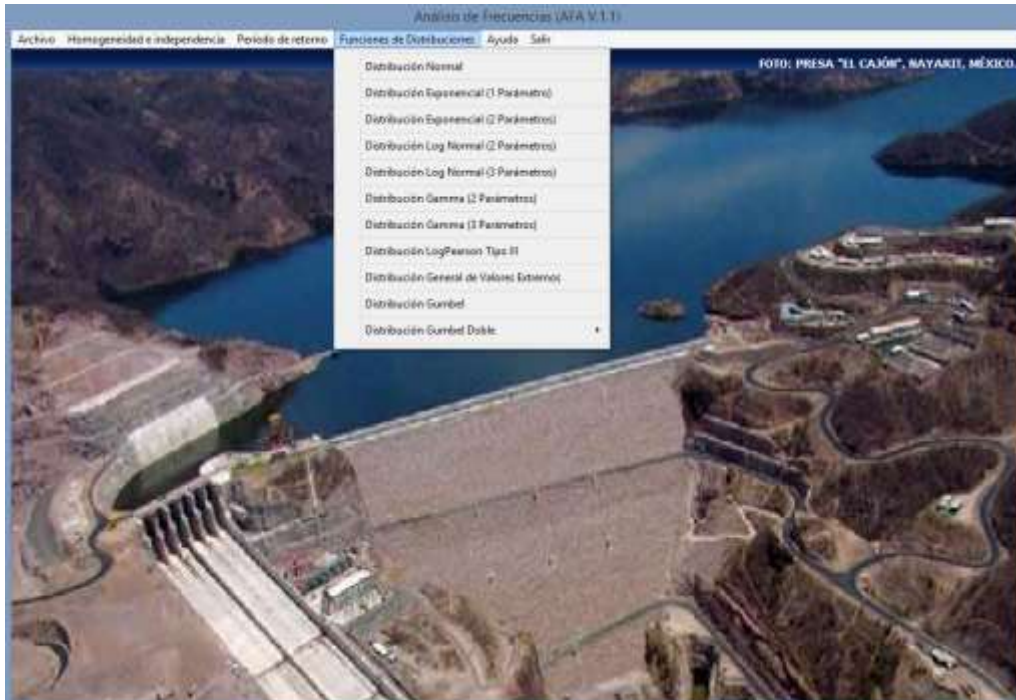 Análisis de Frecuencias (AFA V.1.1)
Archivo Homogeneidad e independencia Periodo de retorno Funciones de Distribuciones Ayuda Salir
FOTO: PRESA "EL CAJÓN", NAYARIT, MÉXICO.
Distribución Normal
Distribución Exponencial (1 Parámetro)
Distribución Exponencial (2 Parámetros)
Distribución Log Normal (2 Parámetros)
Distribución Log Normal (3 Parámetros)
Distribución Gamma (2 Parámetros)
Distribución Gamma (3 Parámetros)
Distribución LogPearson Tipo III
Distribución General de Valores Extremos
Distribución Gumbel
Distribución Gumbel Doble